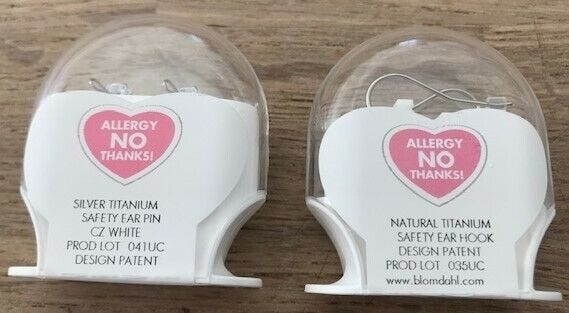 ALLERGY
NO
THANKS!
SILVER TITANIUM
SAFETY EAR PIN
CZ WHITE
PROD LOT 041UC
DESIGN PATENT
ALLERGY
NO
THANKS!
NATURAL TITANIUM
SAFETY EAR HOOK
DESIGN PATENT
PROD LOT 035UC
www.blomdahl.com